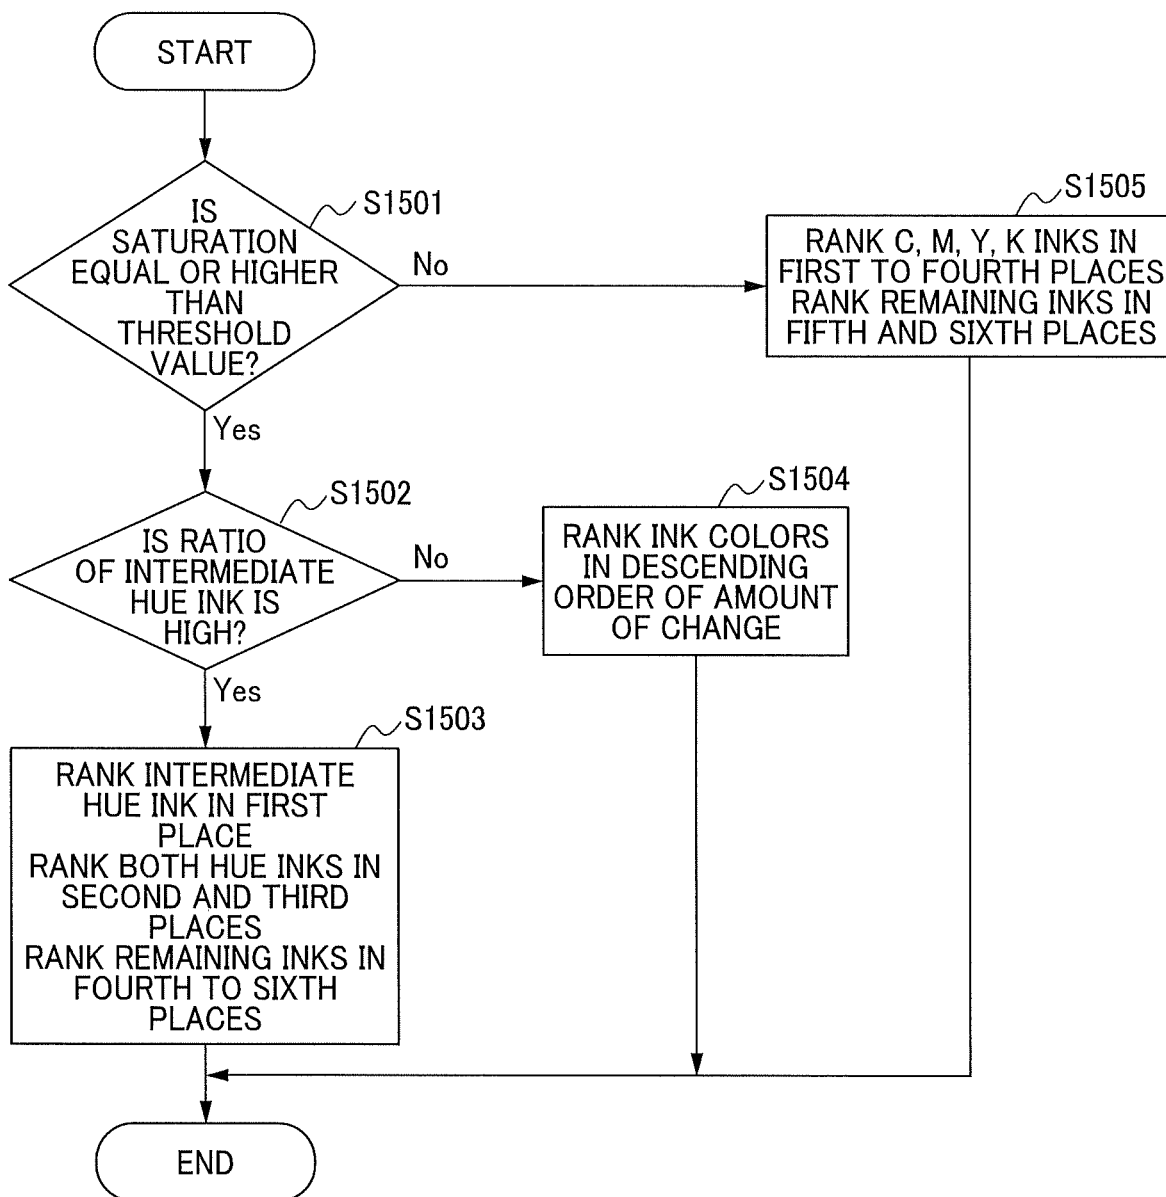 START
S1501
IS
SATURATION
EQUAL OR HIGHER
THAN
THRESHOLD
VALUE?
No
Yes
S1505
RANK C, M, Y, K INKS IN
FIRST TO FOURTH PLACES
RANK REMAINING INKS IN
FIFTH AND SIXTH PLACES
S1502
IS RATIO
OF INTERMEDIATE
HUE INK IS
HIGH?
No
Yes
S1504
RANK INK COLORS
IN DESCENDING
ORDER OF AMOUNT
OF CHANGE
S1503
RANK INTERMEDIATE
HUE INK IN FIRST
PLACE
RANK BOTH HUE INKS IN
SECOND AND THIRD
PLACES
RANK REMAINING INKS IN
FOURTH TO SIXTH
PLACES
END